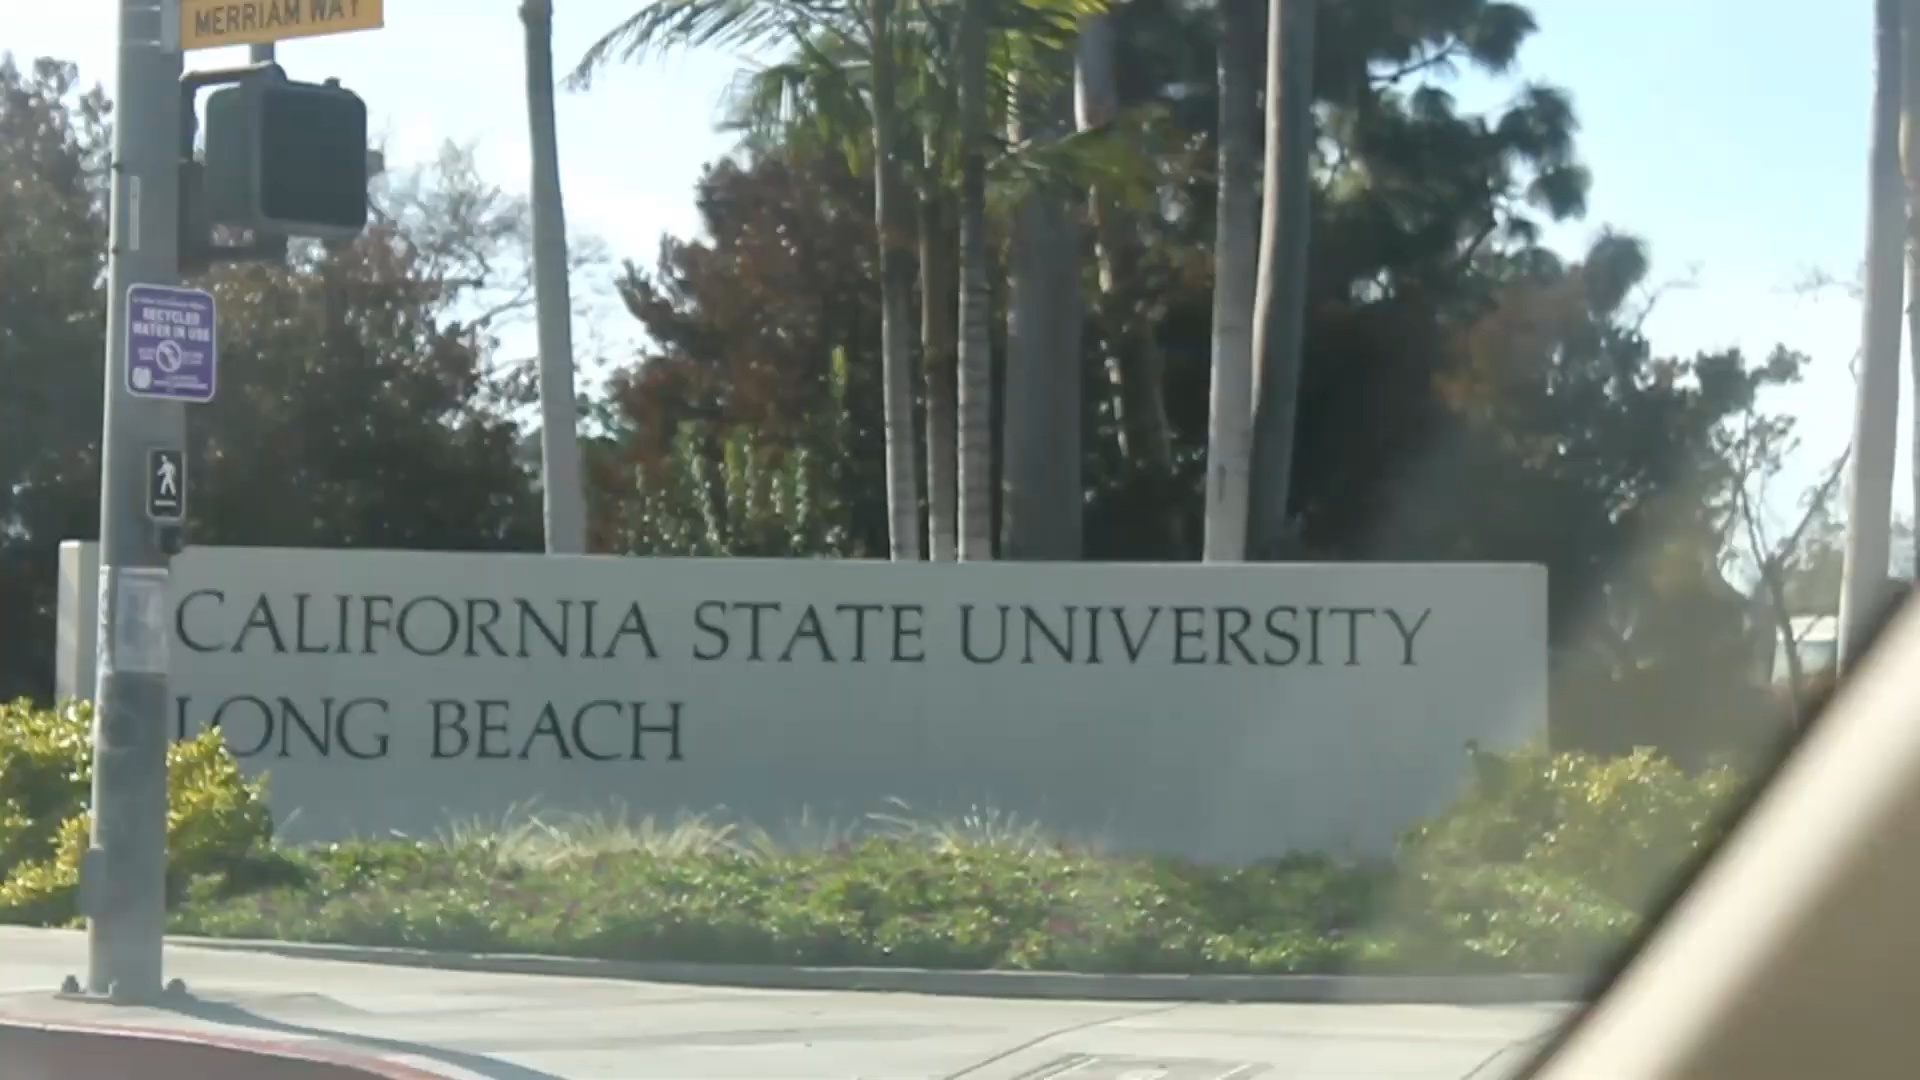 MERRIAM WAY
RECYCLED
WATER IN USE
CALIFORNIA STATE UNIVERSITY
LONG BEACH